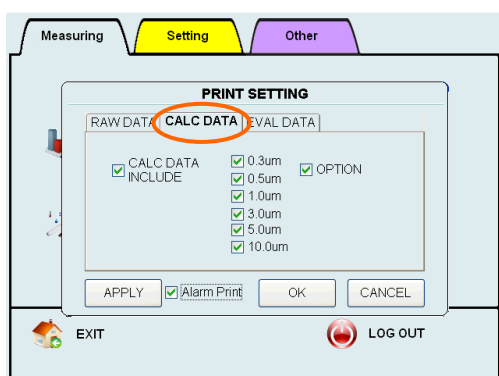 Measuring Setting Other
PRINT SETTING
RAW DATA CALC DATA EVAL DATA
CALC DATA
INCLUDE
0.3um
0.5um
1.0um
3.0um
5.0um
10.0um
OPTION
APPLY Alarm Print OK CANCEL
EXIT LOG OUT